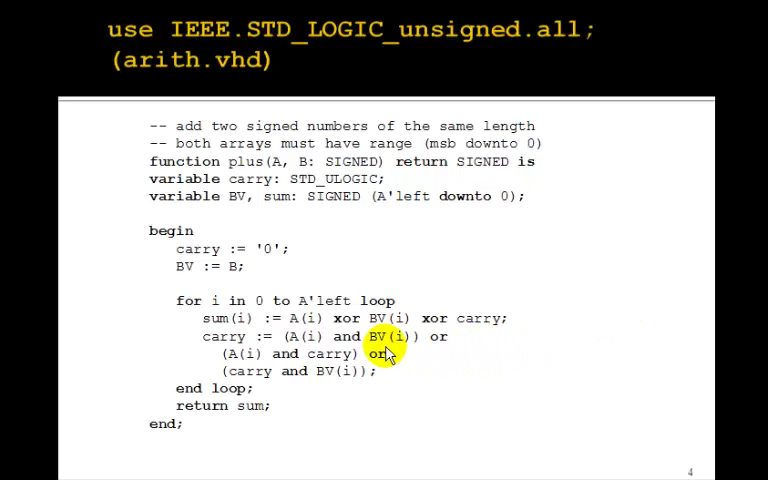 use IEEE.STD_LOGIC_unsigned.all;
(arith.vhd)
-- add two signed numbers of the same length
-- both arrays must have range (msb downto 0)
function plus(A, B: SIGNED) return SIGNED is
variable carry: STD_ULOGIC;
variable BV, sum: SIGNED (A'left downto 0);
begin
carry := '0';
BV := B;
for i in 0 to A'left loop
sum(i) := A(i) xor BV(i) xor carry;
carry := (A(i) and BV(i)) or
(A(i) and carry) or
(carry and BV(i));
end loop;
return sum;
end;
4